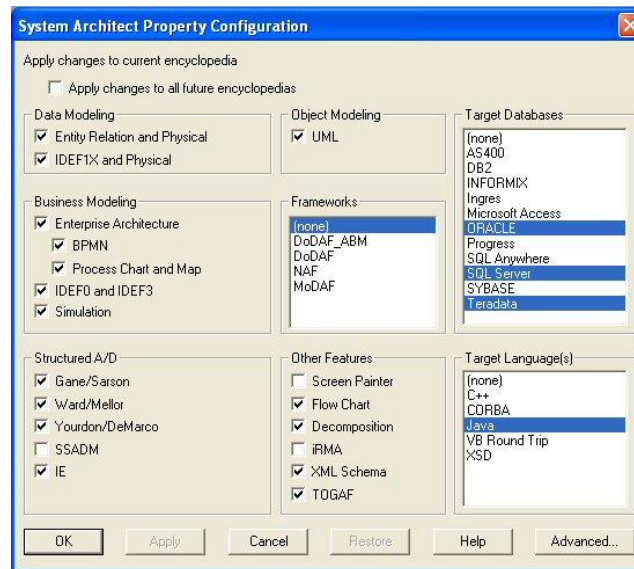 System Architect Property Configuration
Apply changes to current encyclopedia
Apply changes to all future encyclopedias
Data Modeling
Entity Relation and Physical
IDEF1X and Physical
Object Modeling
UML
Target Databases
(none)
AS400
DB2
INFORMIX
Ingres
Microsoft Access
ORACLE
Progress
SQL Anywhere
SQL Server
SYBASE
Teradata
Business Modeling
Enterprise Architecture
BPMN
Process Chart and Map
IDEF0 and IDEF3
Simulation
Frameworks
(none)
DoDAF_ABM
DoDAF
NAF
MoDAF
Structured A/D
Gane/Sarson
Ward/Mellor
Yourdon/DeMarco
SSADM
IE
Other Features
Screen Painter
Flow Chart
Decomposition
iRMA
XML Schema
TOGAF
Target Language(s)
(none)
C++
CORBA
Java
VB Round Trip
XSD
OK
Apply
Cancel
Restore
Help
Advanced...